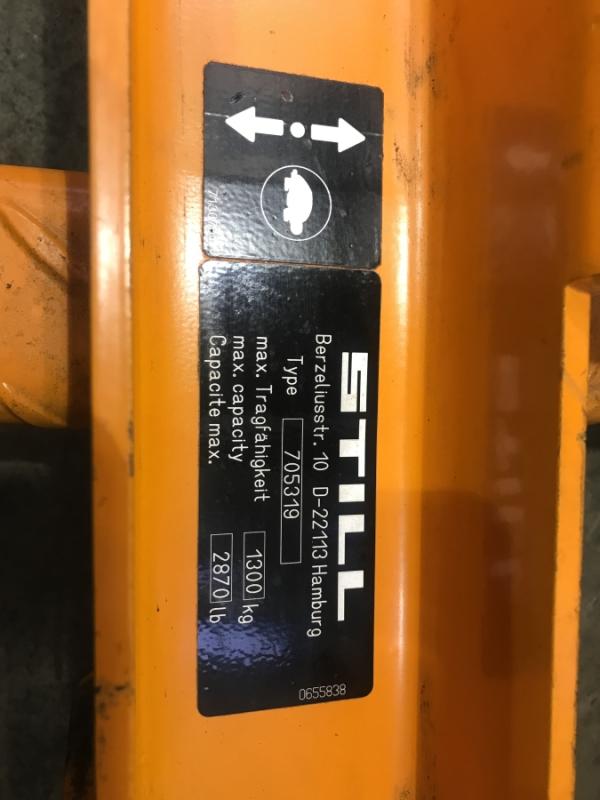 STILL
Berzeliusstr. 10 D-22113 Hamburg
Type 705319
max. Tragfähigkeit
max. capacity 1300 kg
Capacite max. 2870 lb
0655838